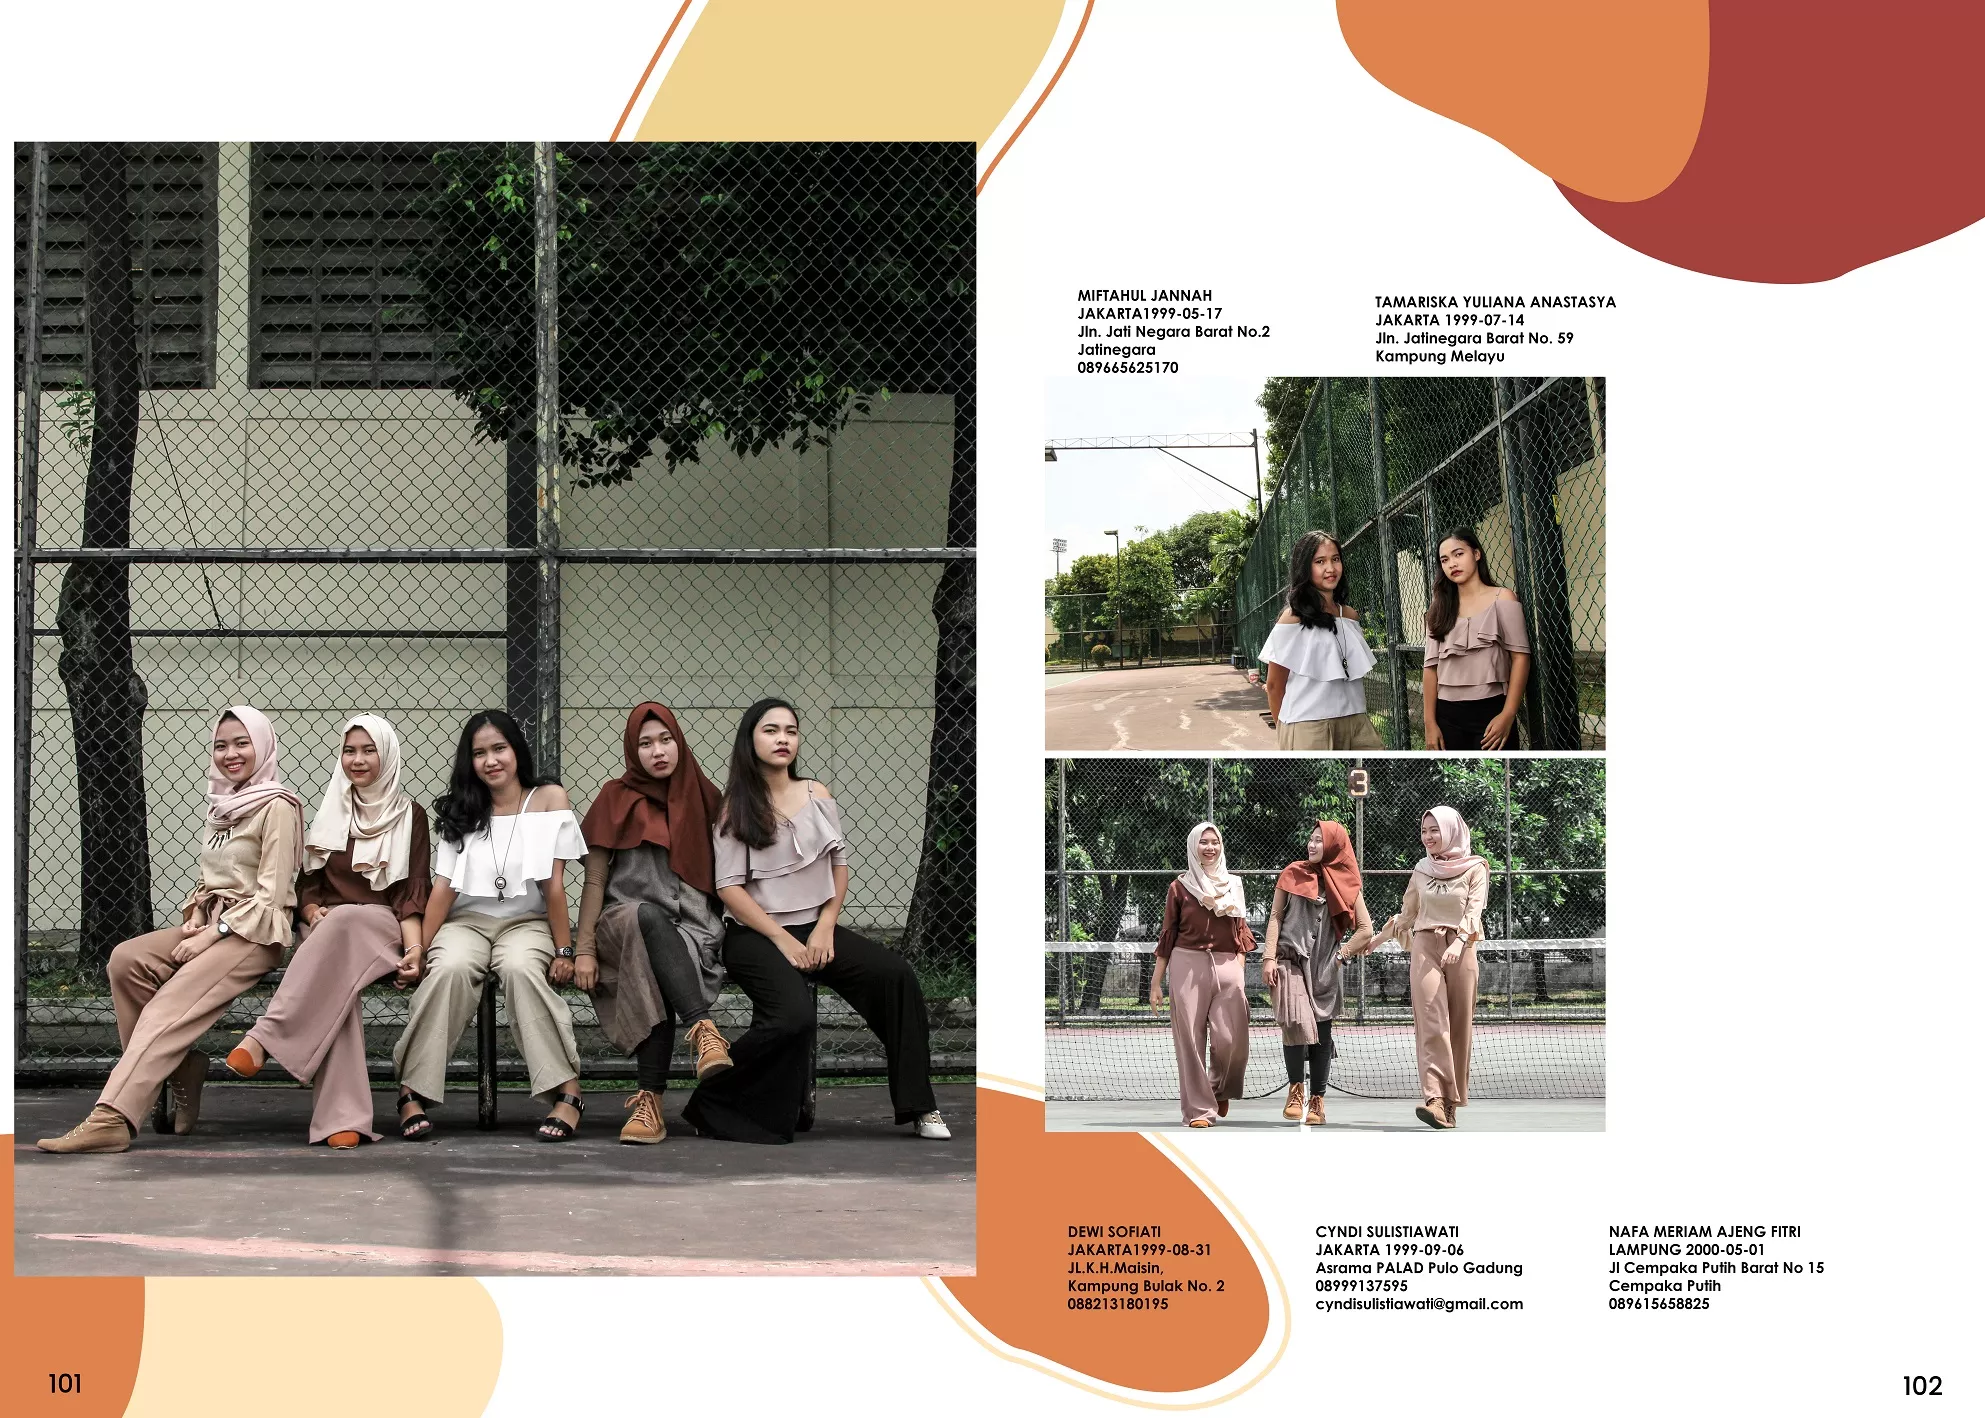 MIFTAHUL JANNAH
JAKARTA1999-05-17
Jln. Jati Negara Barat No.2
Jatinegara
089665625170
TAMARISKA YULIANA ANASTASYA
JAKARTA 1999-07-14
Jln. Jatinegara Barat No. 59
Kampung Melayu
3
DEWI SOFIATI
JAKARTA1999-08-31
JL.K.H.Maisin,
Kampung Bulak No. 2
088213180195
CYNDI SULISTIAWATI
JAKARTA 1999-09-06
Asrama PALAD Pulo Gadung
08999137595
cyndisulistiawati@gmail.com
NAFA MERIAM AJENG FITRI
LAMPUNG 2000-05-01
Jl Cempaka Putih Barat No 15
Cempaka Putih
089615658825
101
102